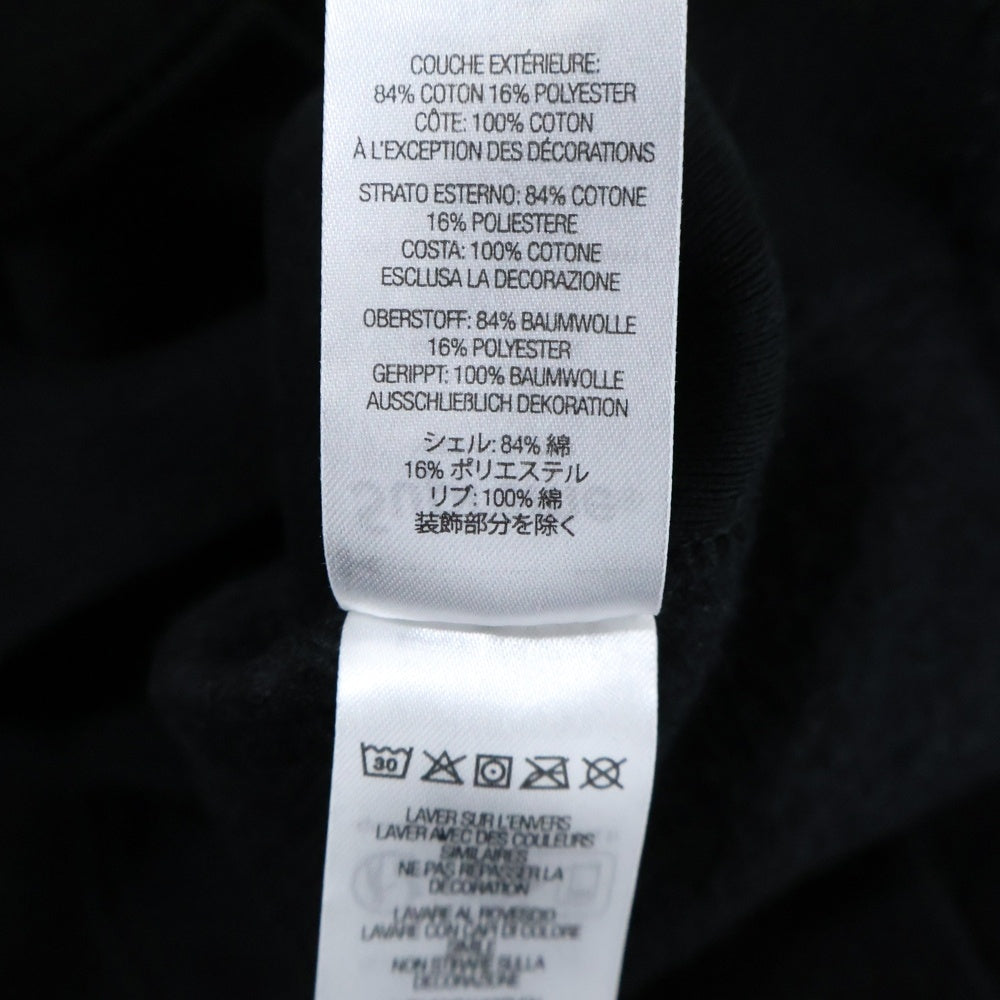 COUCHE EXTÉRIEURE:
84% COTON 16% POLYESTER
CÔTE: 100% COTON
À L'EXCEPTION DES DÉCORATIONS
STRATO ESTERNO: 84% COTONE
16% POLIESTERE
COSTA: 100% COTONE
ESCLUSA LA DECORAZIONE
OBERSTOFF: 84% BAUMWOLLE
16% POLYESTER
GERIPPT: 100% BAUMWOLLE
AUSSCHLIEßLICH DEKORATION
シェル: 84% 綿
16% ポリエステル
リブ: 100% 綿
装飾部分を除く
30
LAVER SUR L'ENVERS
LAVER AVEC DES COULEURS
SIMILAIRES
NE PAS REPASSER LA
DÉCORATION
LAVARE AL ROVESCIO
LAVARE CON CAPI DI COLORE
SIMILE
NON STIRARE SULLA
DECORAZIONE